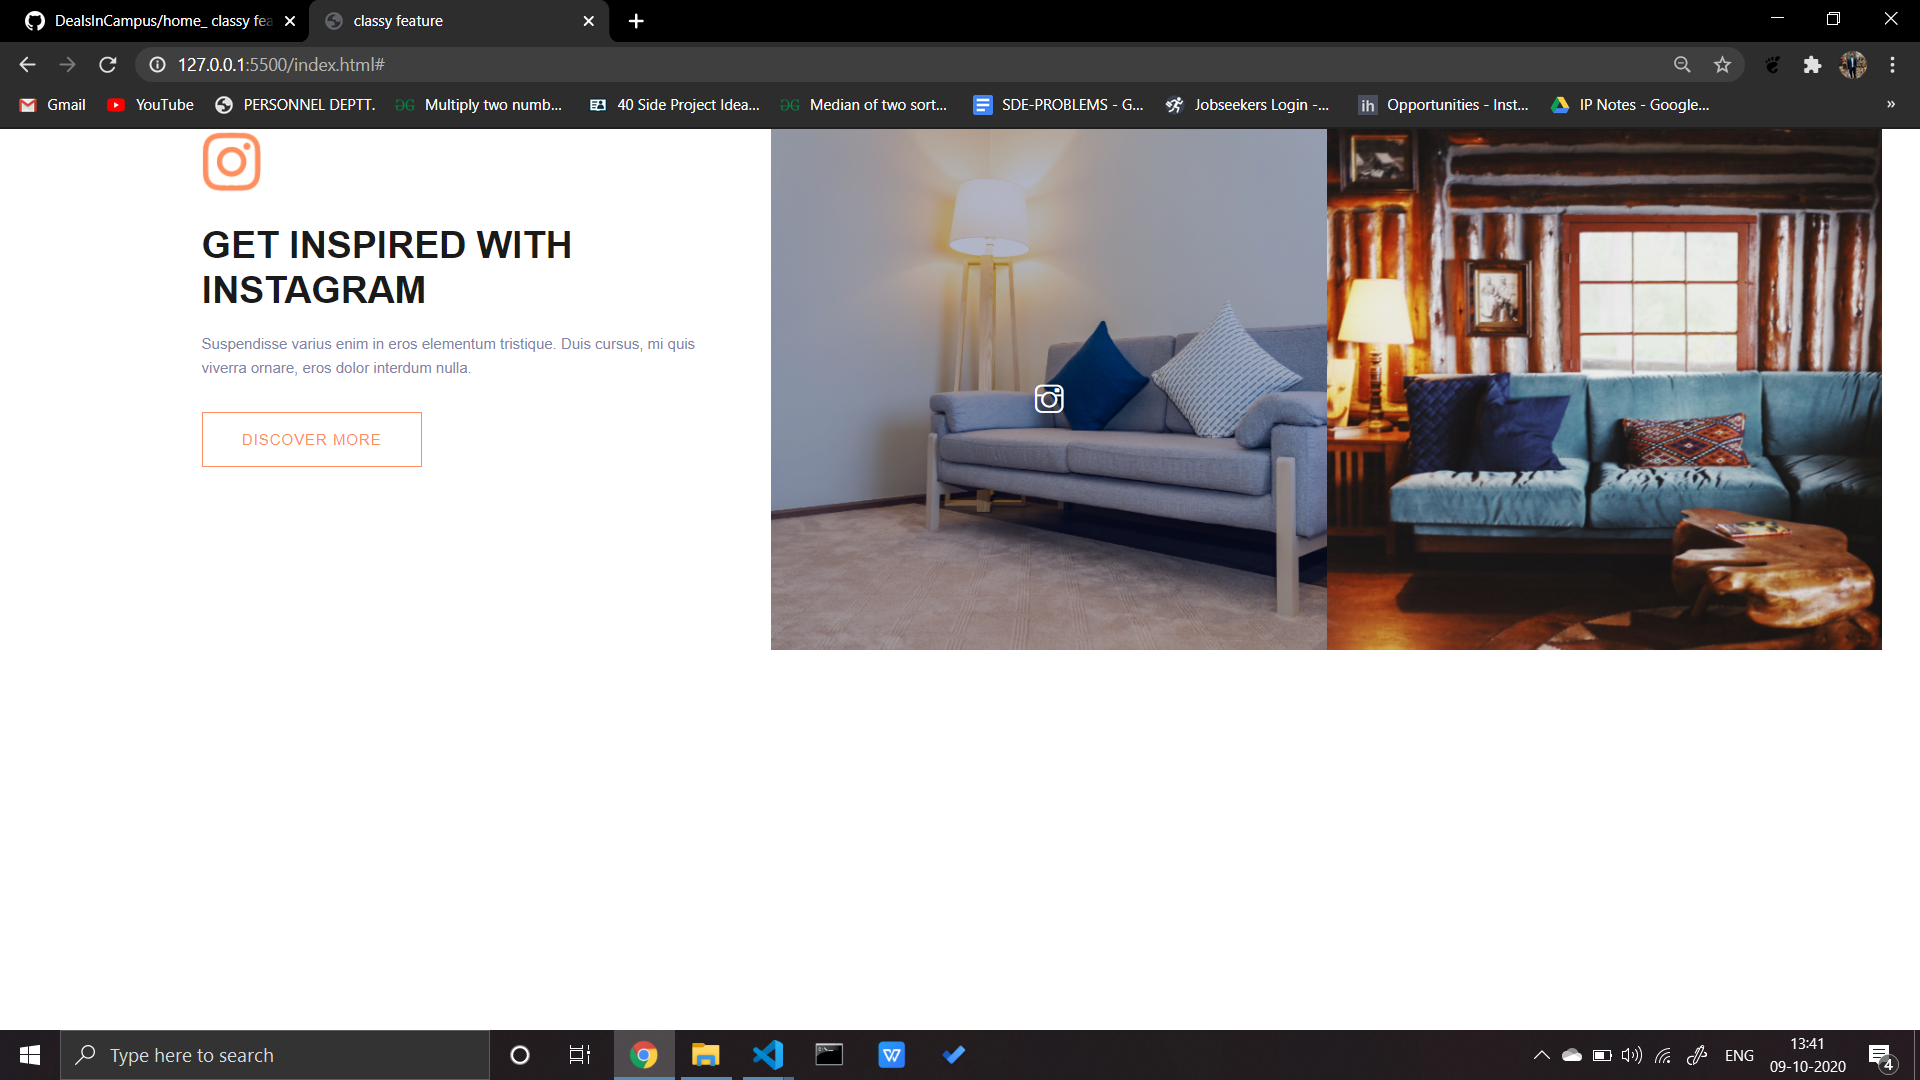 DealsInCampus/home_ classy fea
classy feature
127.0.0.1:5500/index.html#
Gmail
YouTube
PERSONNEL DEPTT.
Multiply two numb...
40 Side Project Idea...
Median of two sort...
SDE-PROBLEMS - G...
Jobseekers Login -...
ih
Opportunities - Inst...
IP Notes - Google...
»
GET INSPIRED WITH
INSTAGRAM
Suspendisse varius enim in eros elementum tristique. Duis cursus, mi quis
viverra ornare, eros dolor interdum nulla.
DISCOVER MORE
Type here to search
W
ENG
13:41
09-10-2020
4